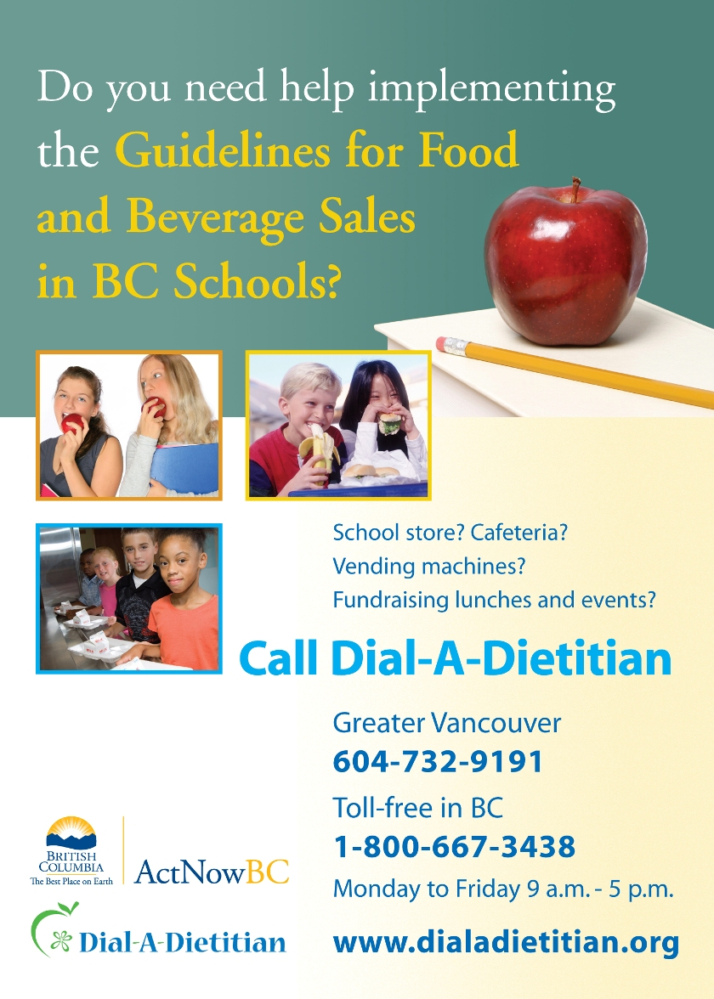 Do you need help implementing
the Guidelines for Food
and Beverage Sales
in BC Schools?
School store? Cafeteria?
Vending machines?
Fundraising lunches and events?
Call Dial-A-Dietitian
Greater Vancouver
604-732-9191
Toll-free in BC
1-800-667-3438
Monday to Friday 9 a.m. - 5 p.m.
www.dialadietitian.org
BRITISH
COLUMBIA
The Best Place on Earth
ActNowBC
Dial-A-Dietitian